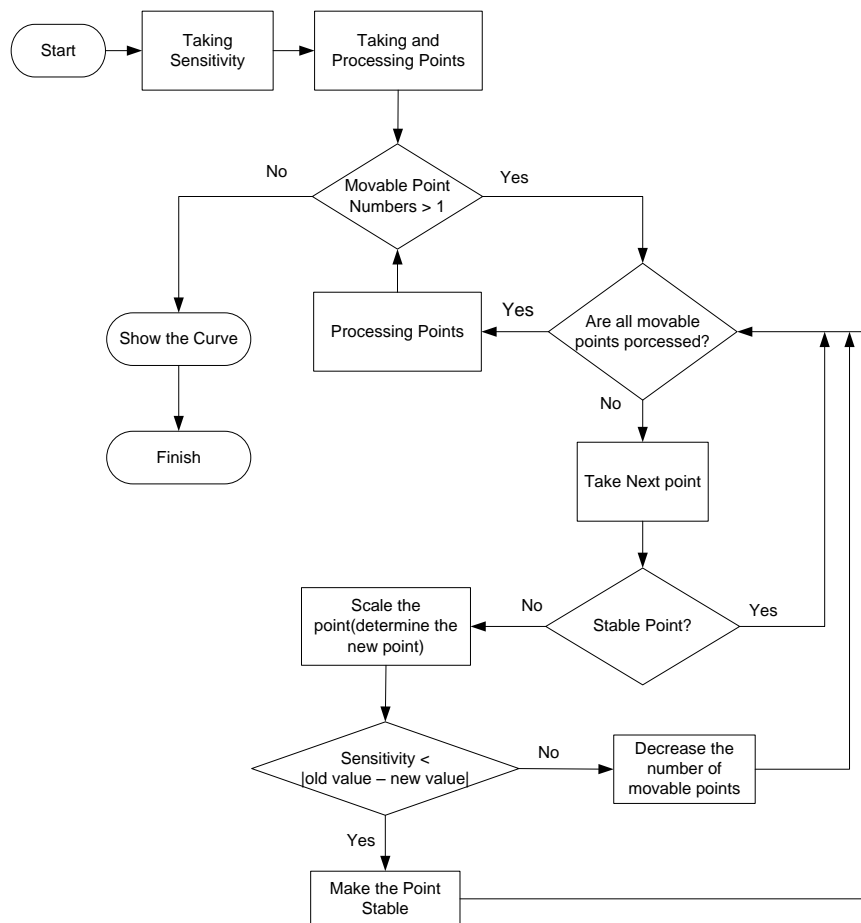 Start
Taking
Sensitivity
Taking and
Processing Points
No
Movable Point
Numbers > 1
Yes
Show the Curve
Processing Points
Yes
Are all movable
points porcessed?
No
Finish
Take Next point
Scale the
point(determine the
new point)
No
Stable Point?
Yes
Sensitivity <
|old value – new value|
No
Decrease the
number of
movable points
Yes
Make the Point
Stable